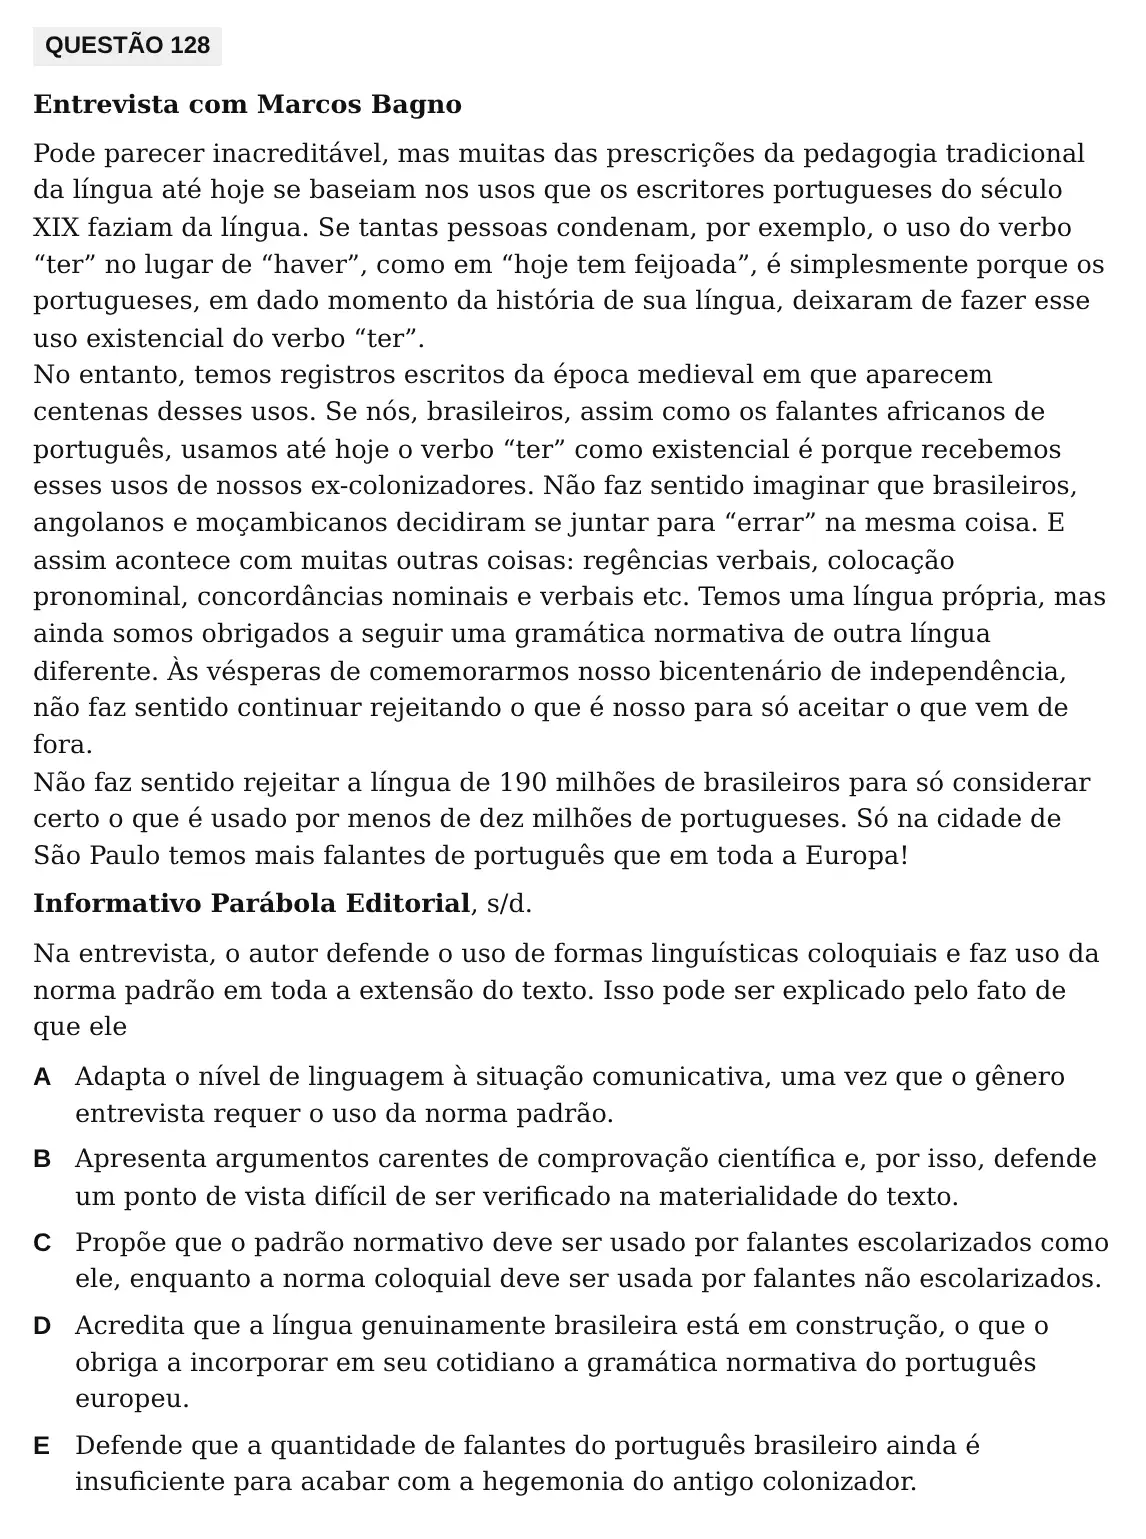 QUESTÃO 128
Entrevista com Marcos Bagno
Pode parecer inacreditável, mas muitas das prescrições da pedagogia tradicional
da língua até hoje se baseiam nos usos que os escritores portugueses do século
XIX faziam da língua. Se tantas pessoas condenam, por exemplo, o uso do verbo
“ter” no lugar de “haver”, como em “hoje tem feijoada”, é simplesmente porque os
portugueses, em dado momento da história de sua língua, deixaram de fazer esse
uso existencial do verbo “ter”.
No entanto, temos registros escritos da época medieval em que aparecem
centenas desses usos. Se nós, brasileiros, assim como os falantes africanos de
português, usamos até hoje o verbo “ter” como existencial é porque recebemos
esses usos de nossos ex-colonizadores. Não faz sentido imaginar que brasileiros,
angolanos e moçambicanos decidiram se juntar para “errar” na mesma coisa. E
assim acontece com muitas outras coisas: regências verbais, colocação
pronominal, concordâncias nominais e verbais etc. Temos uma língua própria, mas
ainda somos obrigados a seguir uma gramática normativa de outra língua
diferente. Às vésperas de comemorarmos nosso bicentenário de independência,
não faz sentido continuar rejeitando o que é nosso para só aceitar o que vem de
fora.
Não faz sentido rejeitar a língua de 190 milhões de brasileiros para só considerar
certo o que é usado por menos de dez milhões de portugueses. Só na cidade de
São Paulo temos mais falantes de português que em toda a Europa!
Informativo Parábola Editorial, s/d.
Na entrevista, o autor defende o uso de formas linguísticas coloquiais e faz uso da
norma padrão em toda a extensão do texto. Isso pode ser explicado pelo fato de
que ele
A Adapta o nível de linguagem à situação comunicativa, uma vez que o gênero
entrevista requer o uso da norma padrão.
B Apresenta argumentos carentes de comprovação científica e, por isso, defende
um ponto de vista difícil de ser verificado na materialidade do texto.
C Propõe que o padrão normativo deve ser usado por falantes escolarizados como
ele, enquanto a norma coloquial deve ser usada por falantes não escolarizados.
D Acredita que a língua genuinamente brasileira está em construção, o que o
obriga a incorporar em seu cotidiano a gramática normativa do português
europeu.
E Defende que a quantidade de falantes do português brasileiro ainda é
insuficiente para acabar com a hegemonia do antigo colonizador.